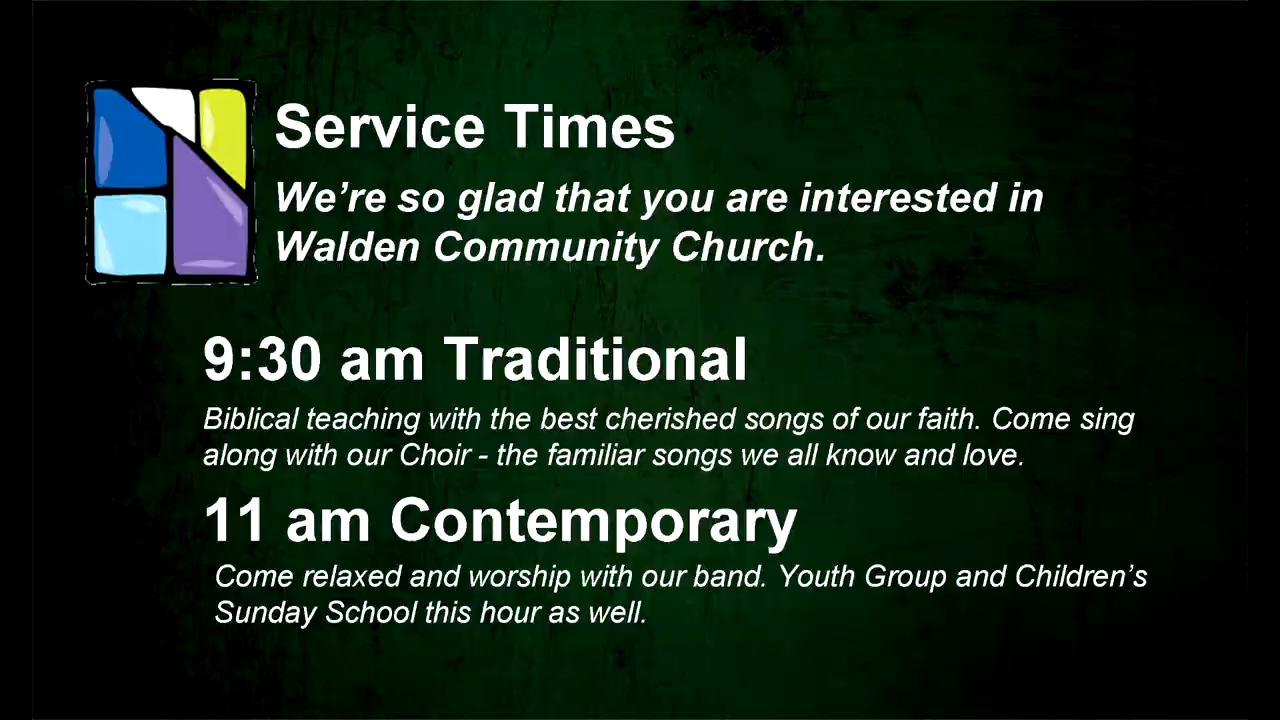 Service Times
We’re so glad that you are interested in
Walden Community Church.
9:30 am Traditional
Biblical teaching with the best cherished songs of our faith. Come sing
along with our Choir - the familiar songs we all know and love.
11 am Contemporary
Come relaxed and worship with our band. Youth Group and Children’s
Sunday School this hour as well.